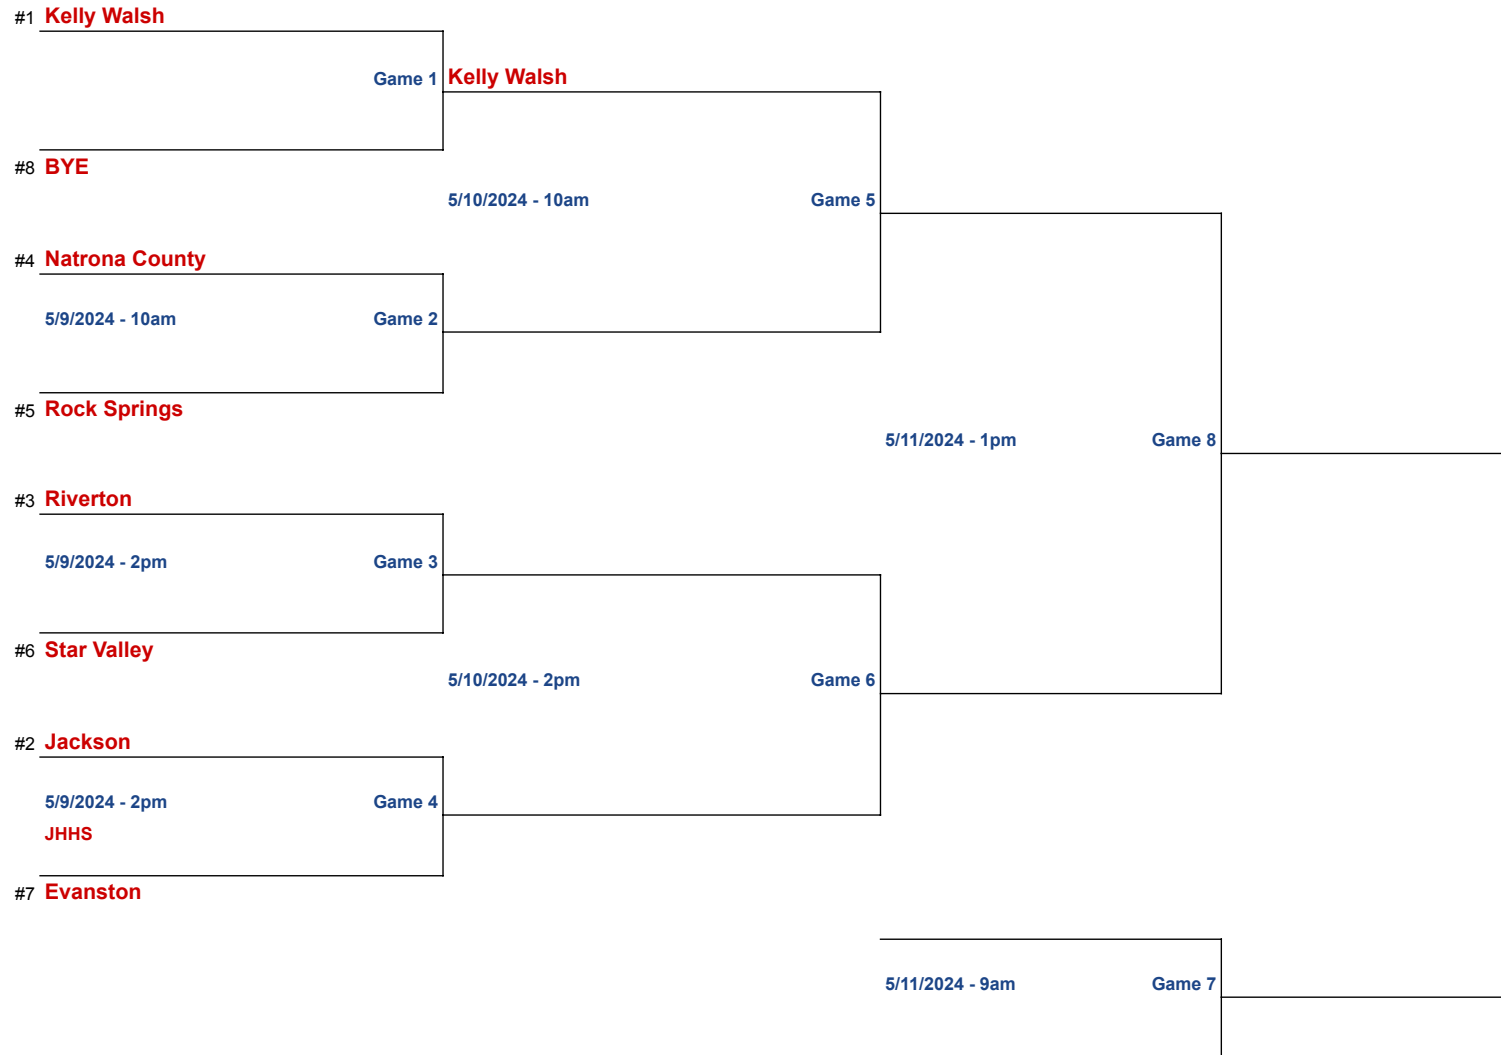 #1 Kelly Walsh
Game 1 Kelly Walsh
#8 BYE
5/10/2024 - 10am Game 5
#4 Natrona County
5/9/2024 - 10am Game 2
#5 Rock Springs
5/11/2024 - 1pm Game 8
#3 Riverton
5/9/2024 - 2pm Game 3
#6 Star Valley
5/10/2024 - 2pm Game 6
#2 Jackson
5/9/2024 - 2pm Game 4
JHHS
#7 Evanston
5/11/2024 - 9am Game 7